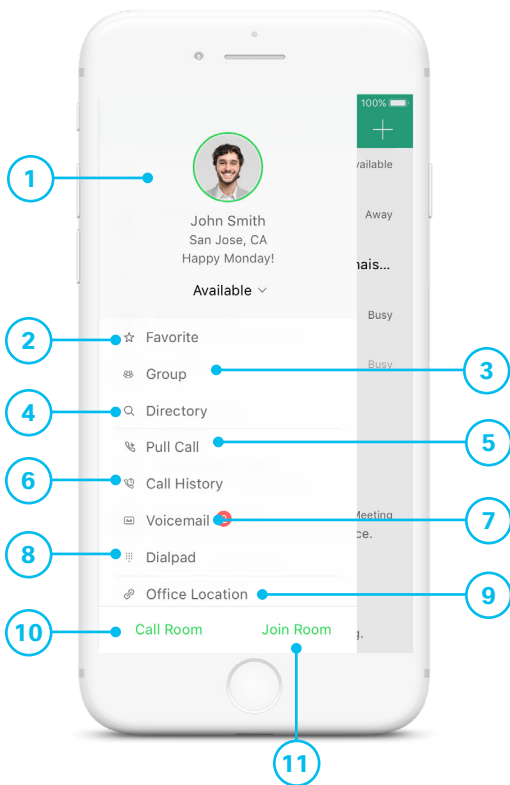 100%
+
1
vailable
John Smith
San Jose, CA
Away
Happy Monday!
nais...
Available
Busy
2
Favorite
3
Group
Busy
4
Directory
5
Pull Call
6
Call History
7
Voicemail
Meeting
ce.
8
Dialpad
9
Office Location
10
Call Room
Join Room
g.
11